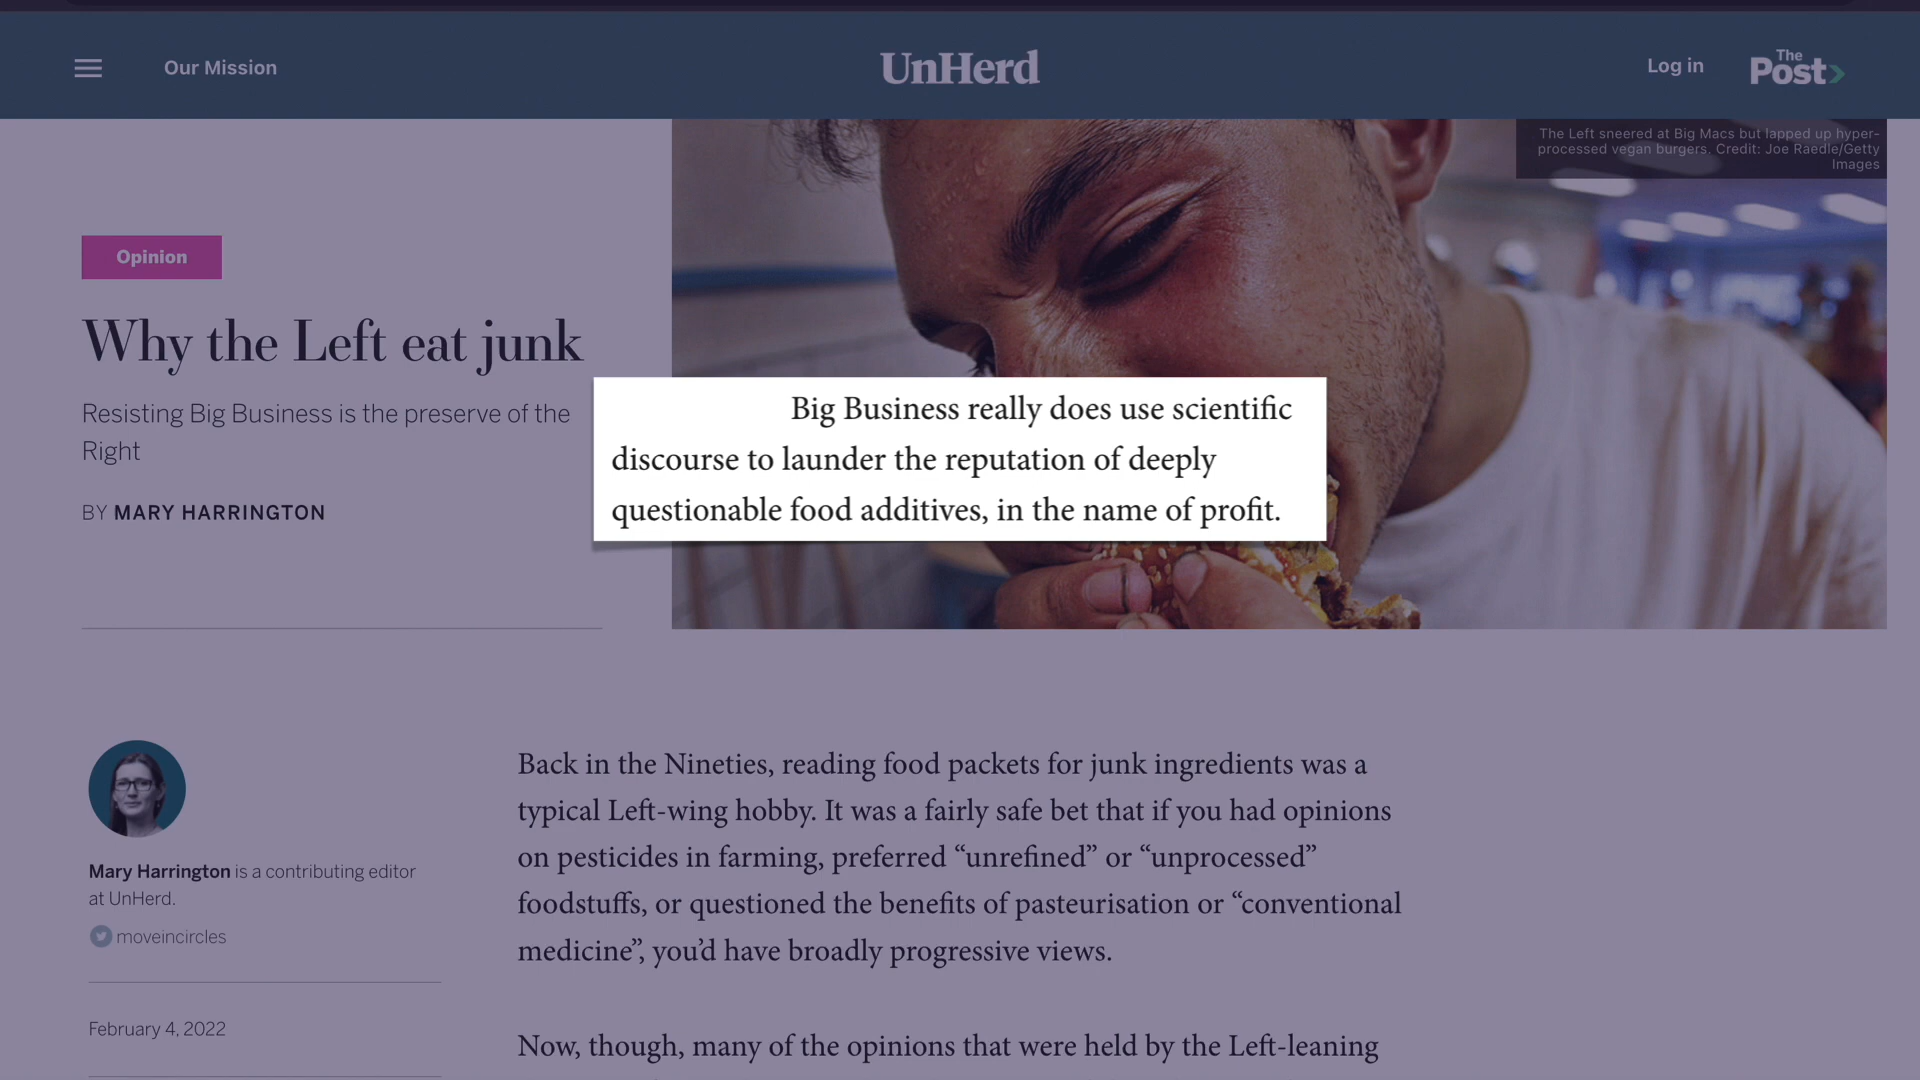 Our Mission
UnHerd
Log in
The
Post
The Left sneered at Big Macs but lapped up hyper-
processed vegan burgers. Credit: Joe Raedle/Getty
Images
Opinion
Why the Left eat junk
Resisting Big Business is the preserve of the
Right
BY MARY HARRINGTON
Big Business really does use scientific
discourse to launder the reputation of deeply
questionable food additives, in the name of profit.
Mary Harrington is a contributing editor
at UnHerd.
moveincircles
February 4, 2022
Back in the Nineties, reading food packets for junk ingredients was a
typical Left-wing hobby. It was a fairly safe bet that if you had opinions
on pesticides in farming, preferred “unrefined” or “unprocessed”
foodstuffs, or questioned the benefits of pasteurisation or “conventional
medicine”, you’d have broadly progressive views.
Now, though, many of the opinions that were held by the Left-leaning